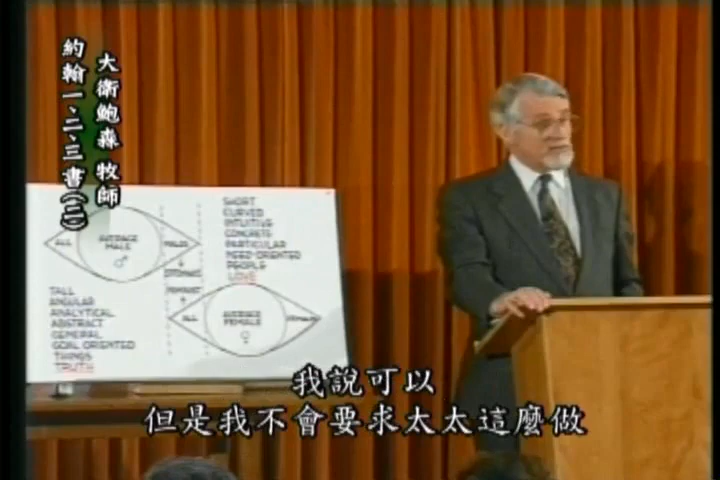 大衛鮑森 牧師
約翰一、二、三書(二)
SHORT
CURVED
INTUITIVE
CONCRETE
PARTICULAR
NEED-ORIENTED
PEOPLE
LOVE
ALL
AVERAGE
MALE
MALES
♂
TALL
ANGULAR
ANALYTICAL
ABSTRACT
GENERAL
GOAL ORIENTED
THINGS
TRUTH
FEMINIST
ALL
AVERAGE
FEMALE
♀
我說可以
但是我不會要求太太這麼做